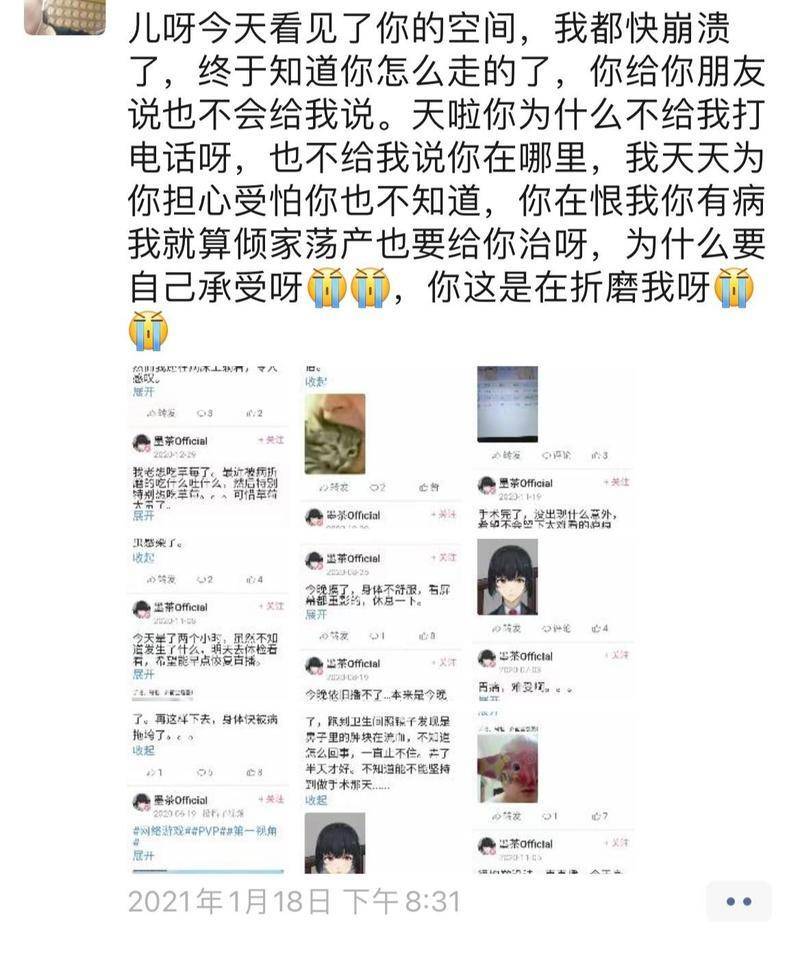 儿呀今天看见了你的空间，我都快崩溃
了，终于知道你怎么走的了，你给你朋友
说也不会给我说。天啦你为什么不给我打
电话呀，也不给我说你在哪里，我天天为
你担心受怕你也不知道，你在恨我你有病
我就算倾家荡产也要给你治呀，为什么要
自己承受呀😭😭，你这是在折磨我呀😭
😭
感叹。
展开
转发 3 2
墨茶Official +关注
2020-12-29
我老想吃草莓了。最近被病折
磨的吃什么吐什么，然后特别
特别想吃草莓。。。可惜草莓
太贵了..
展开
虫感染了。
收起
转发 2 4
墨茶Official +关注
2020-11-08
今天晕了两个小时，虽然不知
道发生了什么，明天去体检看
看，希望能早点恢复直播。
展开
了。再这样下去，身体快被病
拖垮了。。。
收起
1 5 8
墨茶Official +关注
2020-06-19
#网络游戏##PVP##第一视角
#
展开
收起
转发 2 赞
墨茶Official +关注
墨茶Official +关注
2020-08-25
今晚摸了，身体不舒服，看屏
幕都重影的，休息一下。
展开
转发 1 8
墨茶Official +关注
2020-08-19
今晚依旧播不了...本来是今晚
了，跑到卫生间照镜子发现是
鼻子里的肿块在流血，不知道
怎么回事，一直止不住。弄了
半天才好。不知道能不能坚持
到做手术那天......
收起
转发 评论 3
墨茶Official +关注
2020-11-19
手术完了，没出现什么意外，
希望不会留下太难看的疤痕
转发 评论 4
墨茶Official +关注
2020-07-03
胃痛，难受啊。。。
展开
转发 1 7
墨茶Official +关注
2020-11-05
2021年1月18日 下午8:31